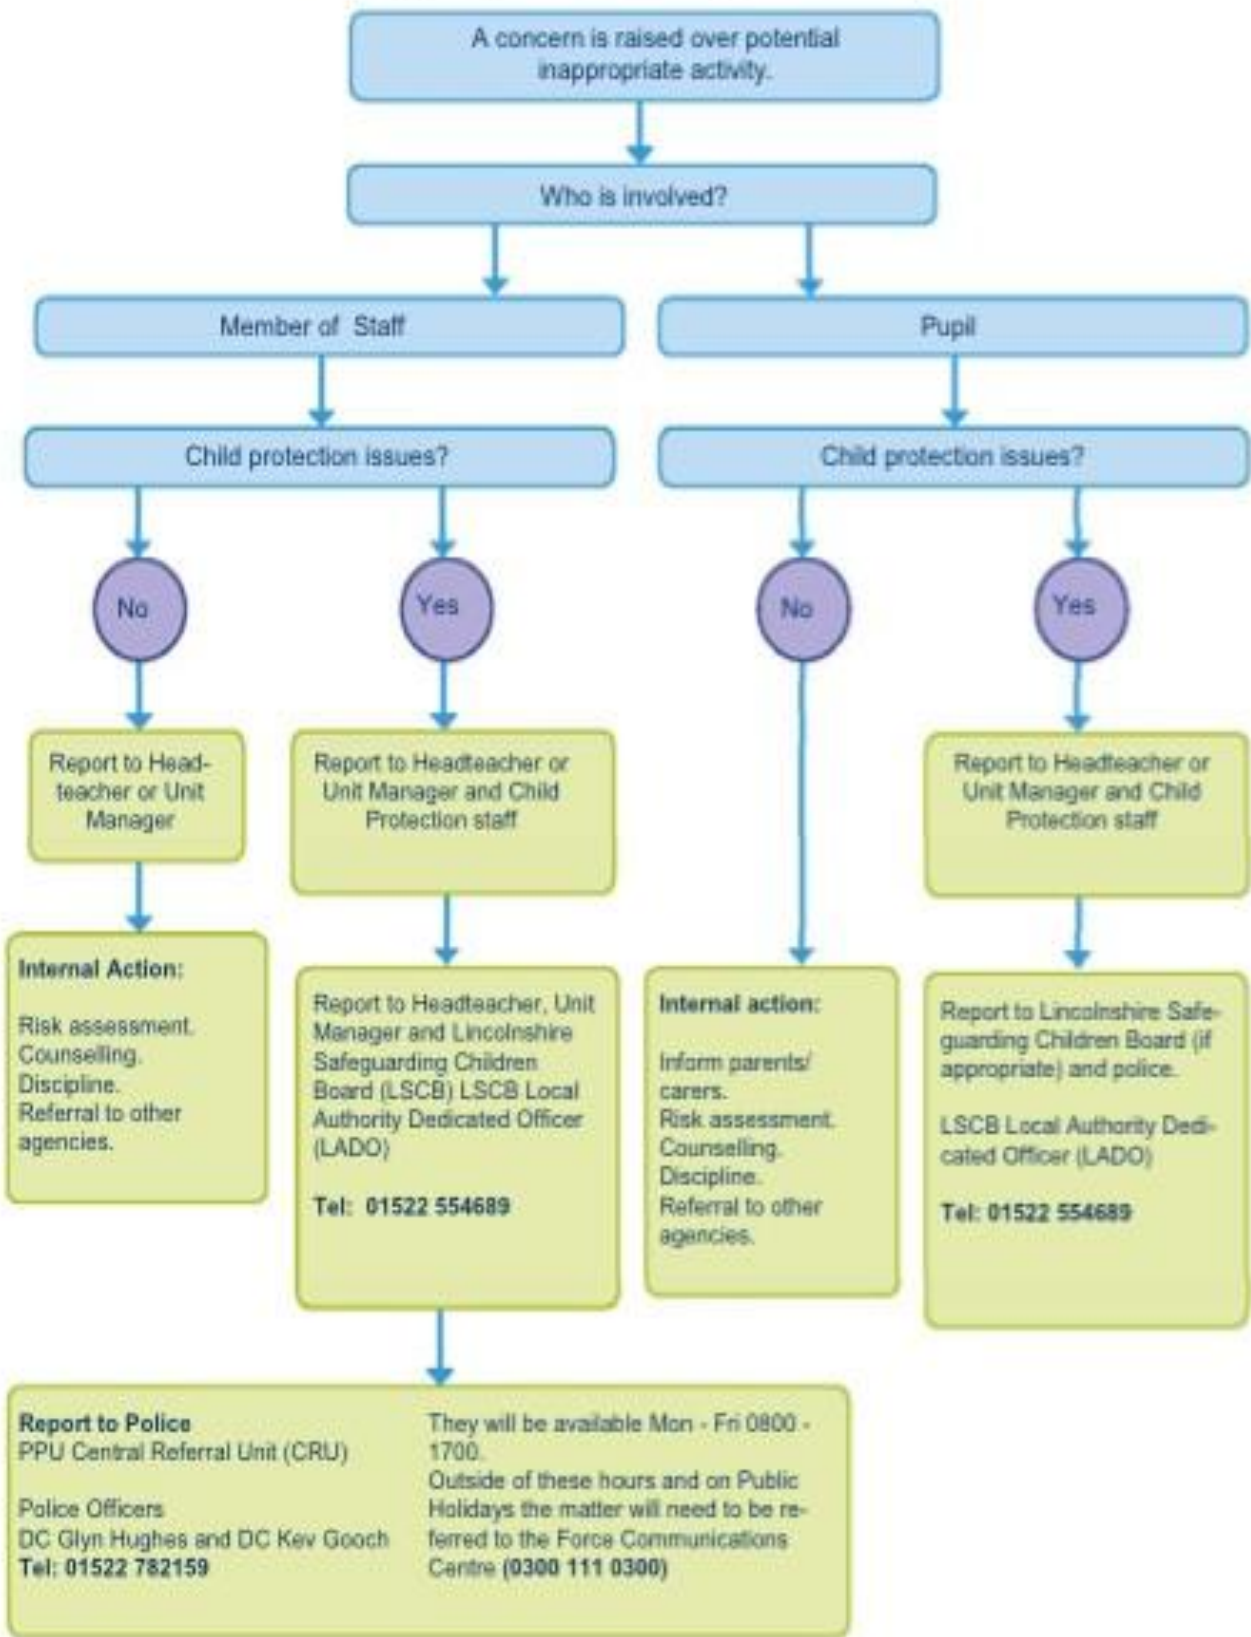 A concern is raised over potential
inappropriate activity.
Who is involved?
Member of Staff
Pupil
Child protection issues?
Child protection issues?
No
Yes
No
Yes
Report to Head-
teacher or Unit
Manager
Report to Headteacher or
Unit Manager and Child
Protection staff
Report to Headteacher or
Unit Manager and Child
Protection staff
Internal Action:
Risk assessment.
Counselling.
Discipline.
Referral to other
agencies.
Report to Headteacher, Unit
Manager and Lincolnshire
Safeguarding Children
Board (LSCB) LSCB Local
Authority Dedicated Officer
(LADO)
Tel: 01522 554689
Internal action:
Inform parents/
carers.
Risk assessment.
Counselling.
Discipline.
Referral to other
agencies.
Report to Lincolnshire Safe-
guarding Children Board (if
appropriate) and police.
LSCB Local Authority Dedi-
cated Officer (LADO)
Tel: 01522 554689
Report to Police
PPU Central Referral Unit (CRU)
Police Officers
DC Glyn Hughes and DC Kev Gooch
Tel: 01522 782159
They will be available Mon - Fri 0800 -
1700.
Outside of these hours and on Public
Holidays the matter will need to be re-
ferred to the Force Communications
Centre (0300 111 0300)